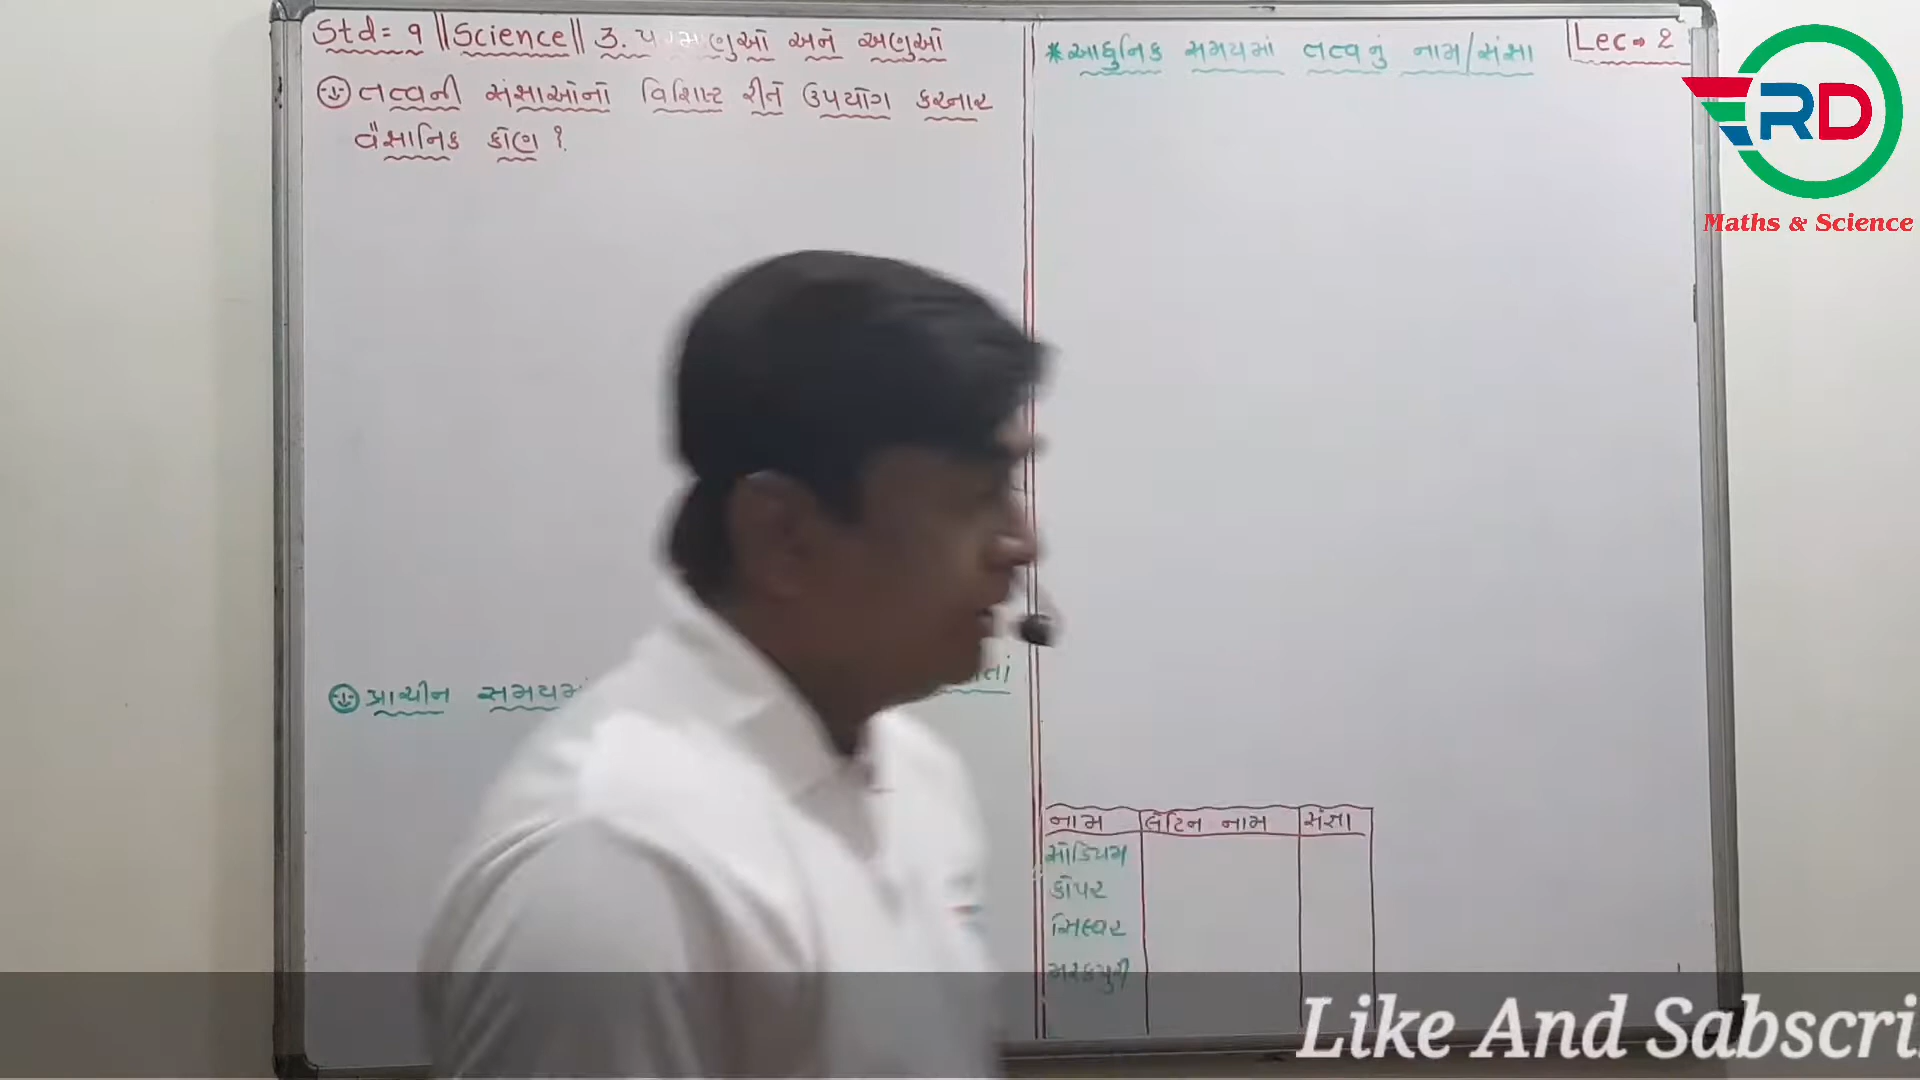 Std = ૧ || Science || 3. પરમાણુઓ અને અણુઓ
તત્વની સંજ્ઞાઓનો વિશિષ્ટ રીતે ઉપયોગ કરનાર
વૈજ્ઞાનિક કોણ ?
પ્રાચીન સમયમાં
* આધુનિક સમયમાં તત્વનું નામ/સંજ્ઞા
Lec → 2
RD
Maths & Science
નામ લેટિન નામ સંજ્ઞા
સોડિયમ
કોપર
સિલ્વર
મરક્યુરી
Like And Sabscri